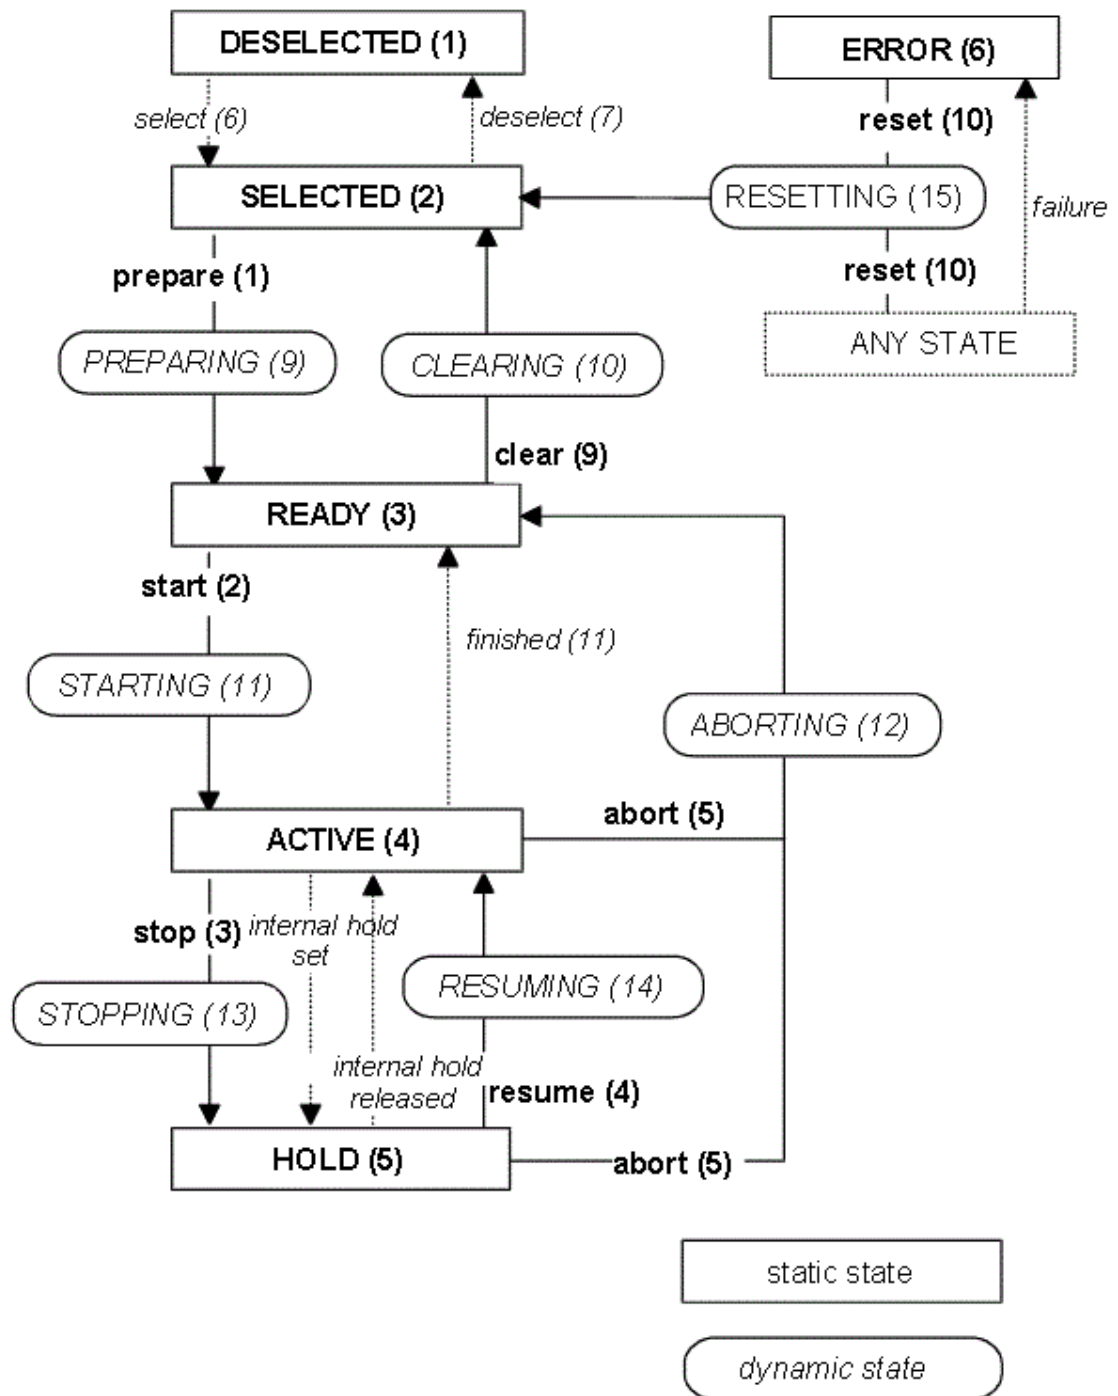 DESELECTED (1)
ERROR (6)
select (6)
deselect (7)
reset (10)
SELECTED (2)
RESETTING (15)
failure
prepare (1)
reset (10)
PREPARING (9)
CLEARING (10)
ANY STATE
clear (9)
READY (3)
start (2)
finished (11)
STARTING (11)
ABORTING (12)
abort (5)
ACTIVE (4)
stop (3)
internal hold
set
RESUMING (14)
STOPPING (13)
internal hold
released
resume (4)
HOLD (5)
abort (5)
static state
dynamic state